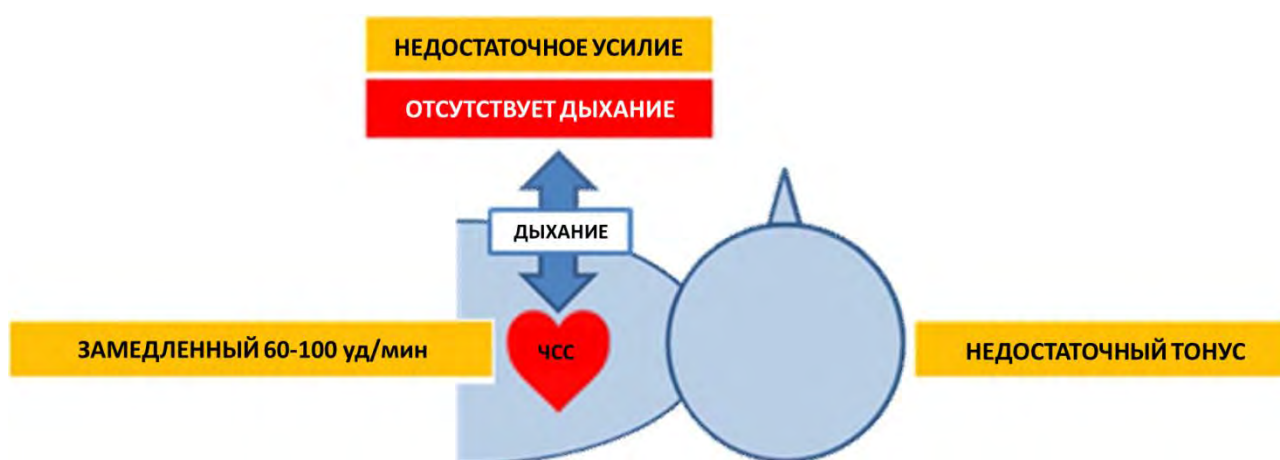 НЕДОСТАТОЧНОЕ УСИЛИЕ
ОТСУТСТВУЕТ ДЫХАНИЕ
ДЫХАНИЕ
ЗАМЕДЛЕННЫЙ 60-100 уд/мин
ЧСС
НЕДОСТАТОЧНЫЙ ТОНУС